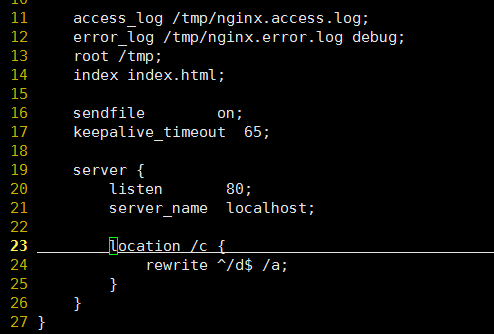 11 access_log /tmp/nginx.access.log;
12 error_log /tmp/nginx.error.log debug;
13 root /tmp;
14 index index.html;
15
16 sendfile on;
17 keepalive_timeout 65;
18
19 server {
20 listen 80;
21 server_name localhost;
22
23 location /c {
24 rewrite ^/d$ /a;
25 }
26 }
27 }